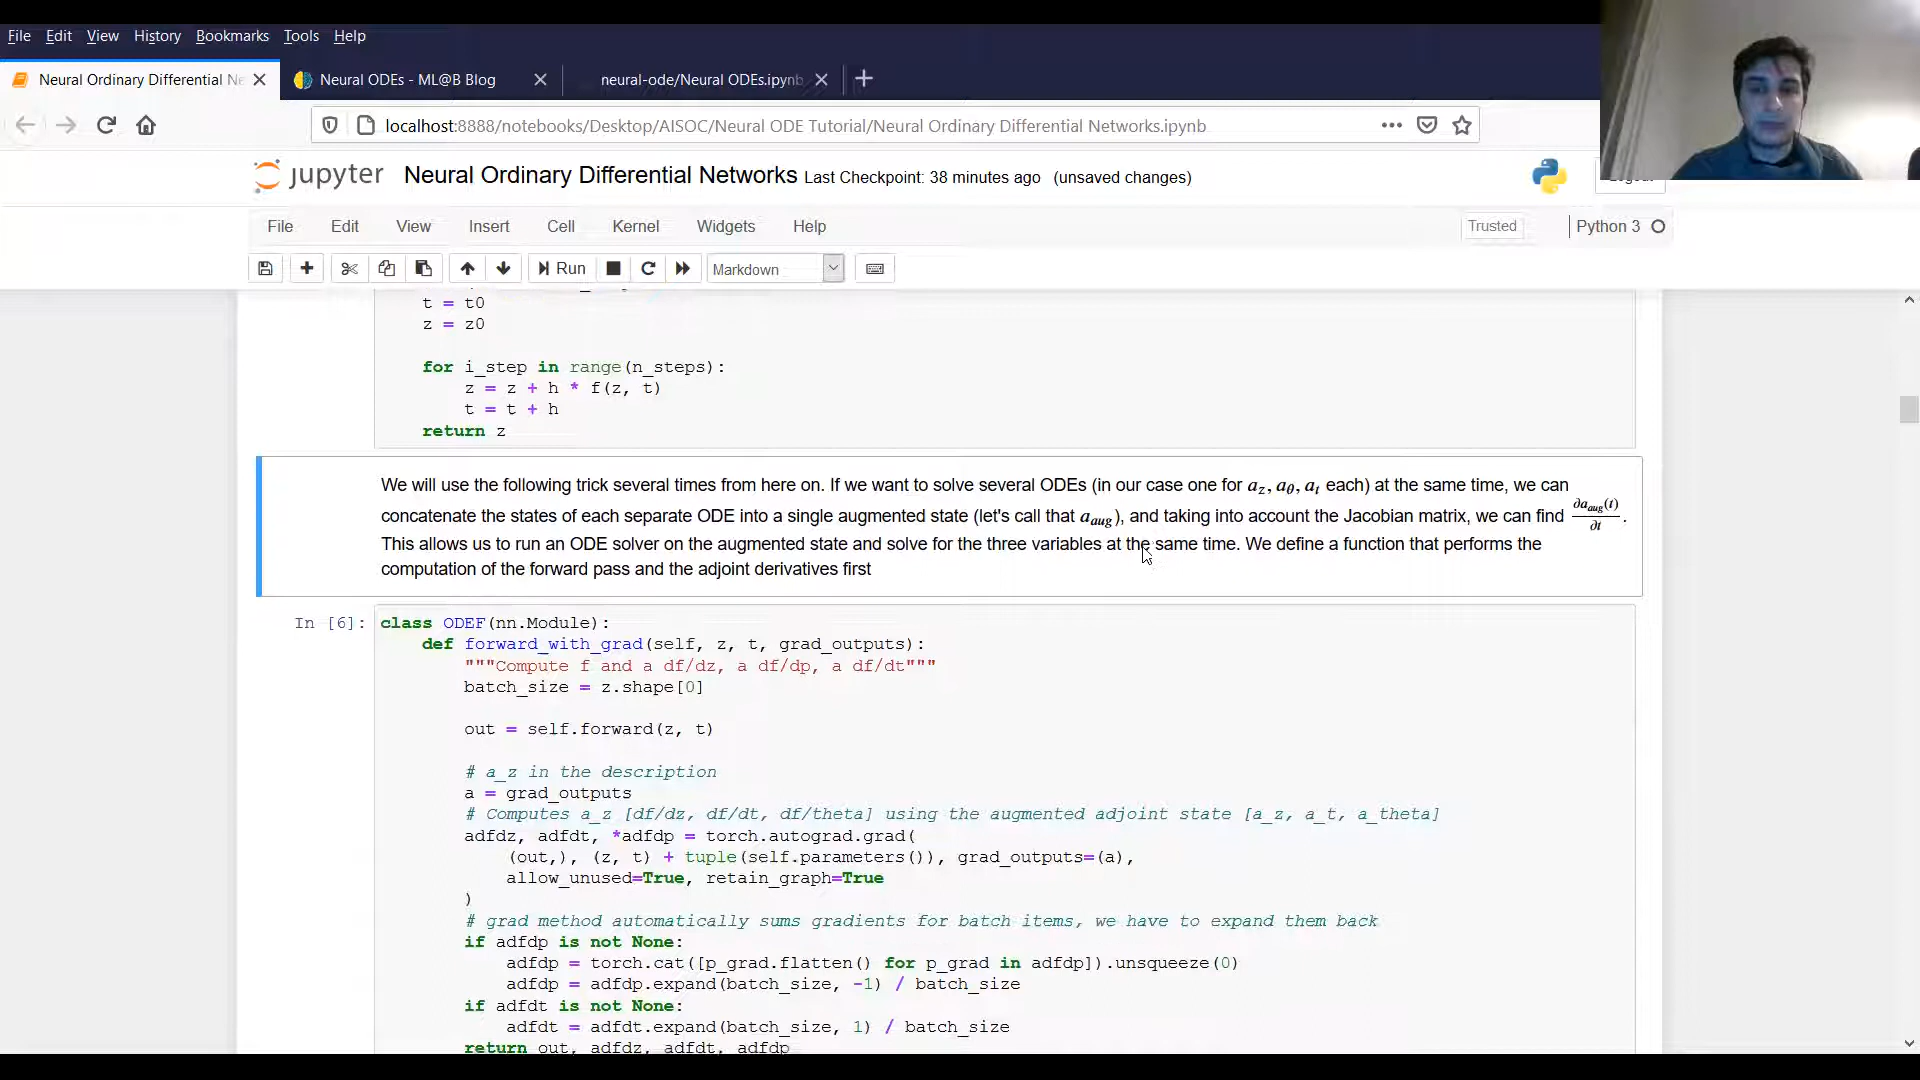 File Edit View History Bookmarks Tools Help
Neural Ordinary Differential Ne
Neural ODEs - ML@B Blog
neural-ode/Neural ODEs.ipynb
localhost:8888/notebooks/Desktop/AISOC/Neural ODE Tutorial/Neural Ordinary Differential Networks.ipynb
jupyter Neural Ordinary Differential Networks Last Checkpoint: 38 minutes ago (unsaved changes)
File Edit View Insert Cell Kernel Widgets Help Trusted Python 3
Run Markdown
t = t0
z = z0
for i_step in range(n_steps):
z = z + h * f(z, t)
t = t + h
return z
We will use the following trick several times from here on. If we want to solve several ODEs (in our case one for a_z, a_θ, a_t each) at the same time, we can
concatenate the states of each separate ODE into a single augmented state (let's call that a_aug), and taking into account the Jacobian matrix, we can find ∂a_aug(t)/∂t.
This allows us to run an ODE solver on the augmented state and solve for the three variables at the same time. We define a function that performs the
computation of the forward pass and the adjoint derivatives first
In [6]: class ODEF(nn.Module):
def forward_with_grad(self, z, t, grad_outputs):
"""Compute f and a df/dz, a df/dp, a df/dt"""
batch_size = z.shape[0]
out = self.forward(z, t)
# a_z in the description
a = grad_outputs
# Computes a_z [df/dz, df/dt, df/theta] using the augmented adjoint state [a_z, a_t, a_theta]
adfdz, adfdt, *adfdp = torch.autograd.grad(
(out,), (z, t) + tuple(self.parameters()), grad_outputs=(a),
allow_unused=True, retain_graph=True
)
# grad method automatically sums gradients for batch items, we have to expand them back
if adfdp is not None:
adfdp = torch.cat([p_grad.flatten() for p_grad in adfdp]).unsqueeze(0)
adfdp = adfdp.expand(batch_size, -1) / batch_size
if adfdt is not None:
adfdt = adfdt.expand(batch_size, 1) / batch_size
return out, adfdz, adfdt, adfdp